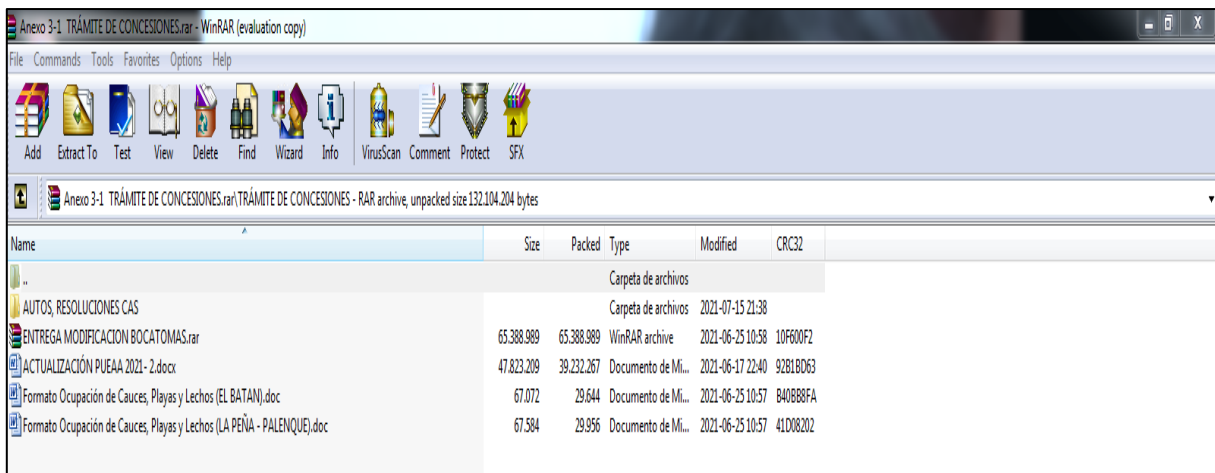 Anexo 3-1 TRÁMITE DE CONCESIONES.rar - WinRAR (evaluation copy)
File Commands Tools Favorites Options Help
Add Extract To Test View Delete Find Wizard Info VirusScan Comment Protect SFX
Anexo 3-1 TRÁMITE DE CONCESIONES.rar\TRÁMITE DE CONCESIONES - RAR archive, unpacked size 132.104.204 bytes
Name Size Packed Type Modified CRC32
.. Carpeta de archivos
AUTOS, RESOLUCIONES CAS Carpeta de archivos 2021-07-15 21:38
ENTREGA MODIFICACION BOCATOMAS.rar 65.388.989 65.388.989 WinRAR archive 2021-06-25 10:58 10F600F2
ACTUALIZACIÓN PUEAA 2021- 2.docx 47.823.209 39.232.267 Documento de Mi... 2021-06-17 22:40 92B1BD63
Formato Ocupación de Cauces, Playas y Lechos (EL BATAN).doc 67.072 29.644 Documento de Mi... 2021-06-25 10:57 B40BB8FA
Formato Ocupación de Cauces, Playas y Lechos (LA PEÑA - PALENQUE).doc 67.584 29.956 Documento de Mi... 2021-06-25 10:57 41D08202